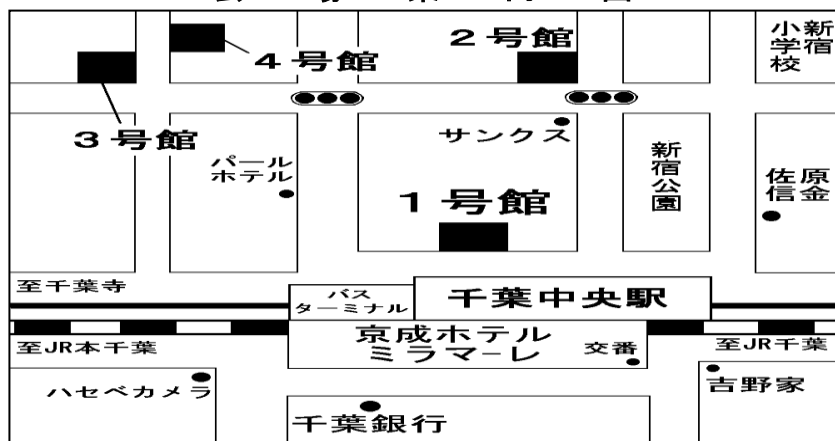 2号館
新宿
小学校
4号館
3号館
サンクス
パール
ホテル
新宿公園
佐原
信金
1号館
至千葉寺
バス
ターミナル
千葉中央駅
京成ホテル
ミラマーレ
交番
至JR本千葉
至JR千葉
ハセベカメラ
吉野家
千葉銀行